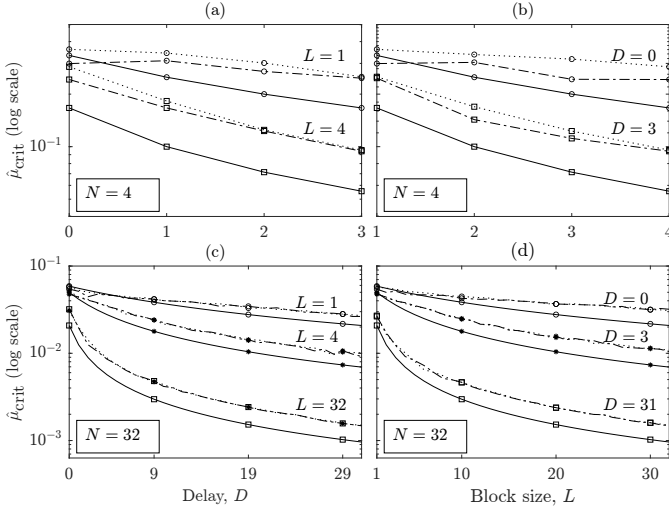 (a)
(b)
L = 1
L = 4
N = 4
D = 0
D = 3
N = 4
μ̂crit (log scale)
10⁻¹
0 1 2 3
1 2 3 4
(c)
(d)
L = 1
L = 4
L = 32
N = 32
D = 0
D = 3
D = 31
N = 32
μ̂crit (log scale)
10⁻¹
10⁻²
10⁻³
0 9 19 29
1 10 20 30
Delay, D
Block size, L